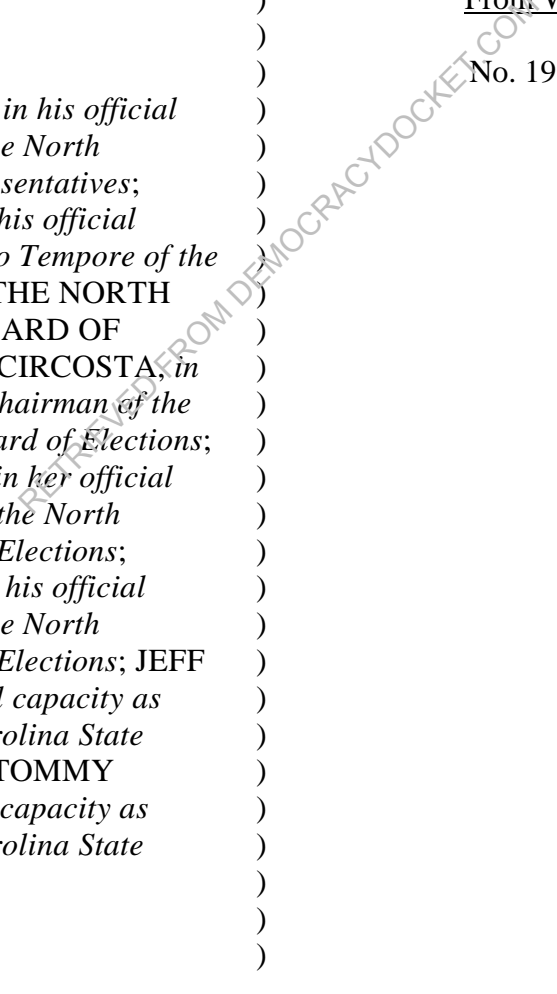 )
)
) No. 19
in his official )
e North )
sentatives; )
his official )
o Tempore of the )
THE NORTH )
ARD OF )
CIRCOSTA, in )
hairman of the )
rd of Elections; )
in her official )
the North )
Elections; )
his official )
e North )
Elections; JEFF )
l capacity as )
rolina State )
TOMMY )
capacity as )
rolina State )
)
)
)
RETRIEVED FROM DEMOCRACYDOCKET.COM